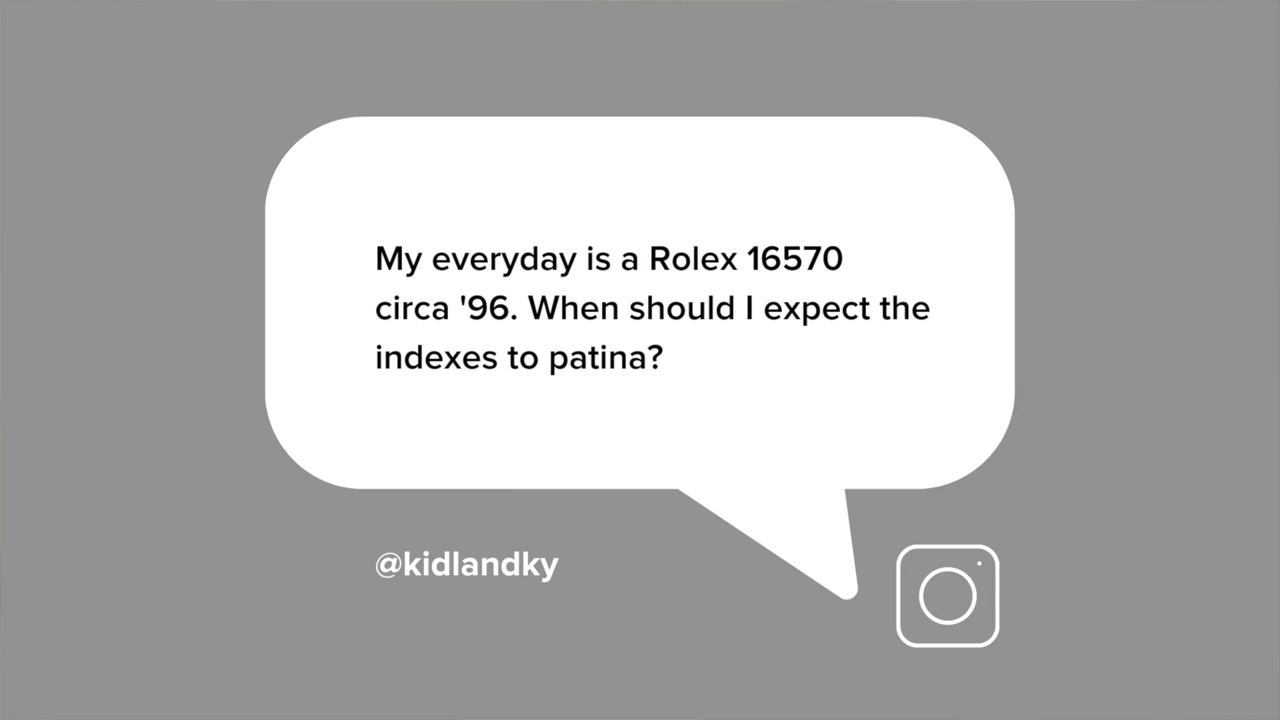 My everyday is a Rolex 16570
circa '96. When should I expect the
indexes to patina?
@kidlandky